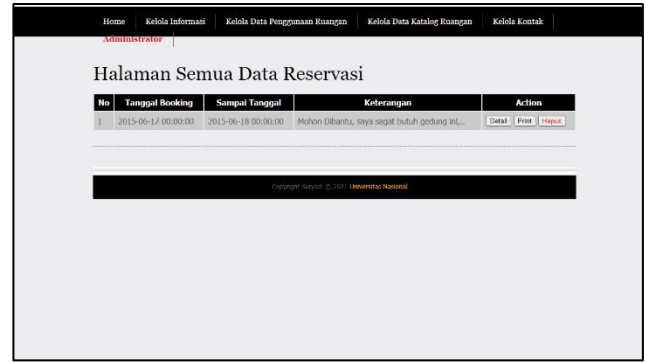 Home Kelola Informasi Kelola Data Penggunaan Ruangan Kelola Data Katalog Ruangan Kelola Kontak
Administrator
Halaman Semua Data Reservasi
No Tanggal Booking Sampai Tanggal Keterangan Action
1 2015-06-17 00:00:00 2015-06-18 00:00:00 Mohon Dibantu, saya sagat butuh gedung ini,... Detail Print Hapus
Copyright Suryadi © 2021 Universitas Nasional